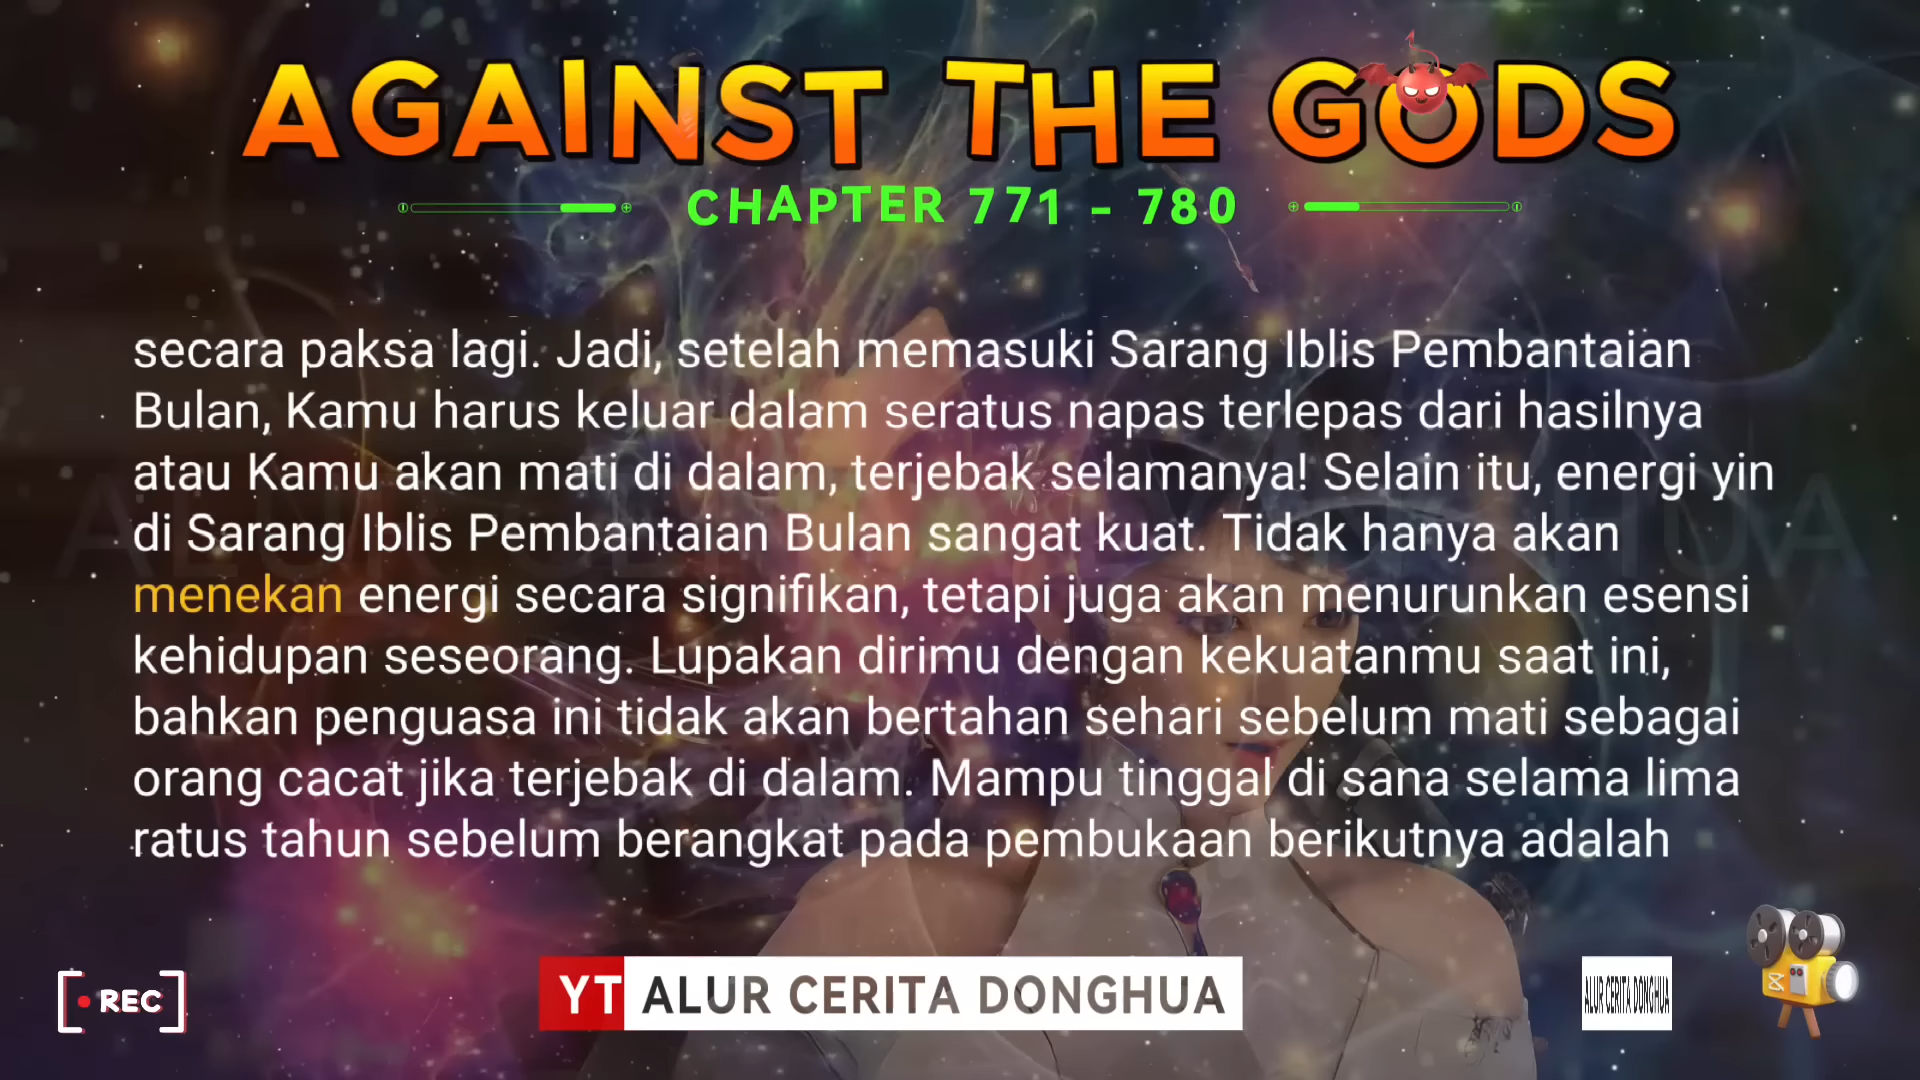 AGAINST THE GODS
CHAPTER 771 - 780
secara paksa lagi. Jadi, setelah memasuki Sarang Iblis Pembantaian
Bulan, Kamu harus keluar dalam seratus napas terlepas dari hasilnya
atau Kamu akan mati di dalam, terjebak selamanya! Selain itu, energi yin
di Sarang Iblis Pembantaian Bulan sangat kuat. Tidak hanya akan
menekan energi secara signifikan, tetapi juga akan menurunkan esensi
kehidupan seseorang. Lupakan dirimu dengan kekuatanmu saat ini,
bahkan penguasa ini tidak akan bertahan sehari sebelum mati sebagai
orang cacat jika terjebak di dalam. Mampu tinggal di sana selama lima
ratus tahun sebelum berangkat pada pembukaan berikutnya adalah
REC
YT ALUR CERITA DONGHUA
ALUR CERITA DONGHUA